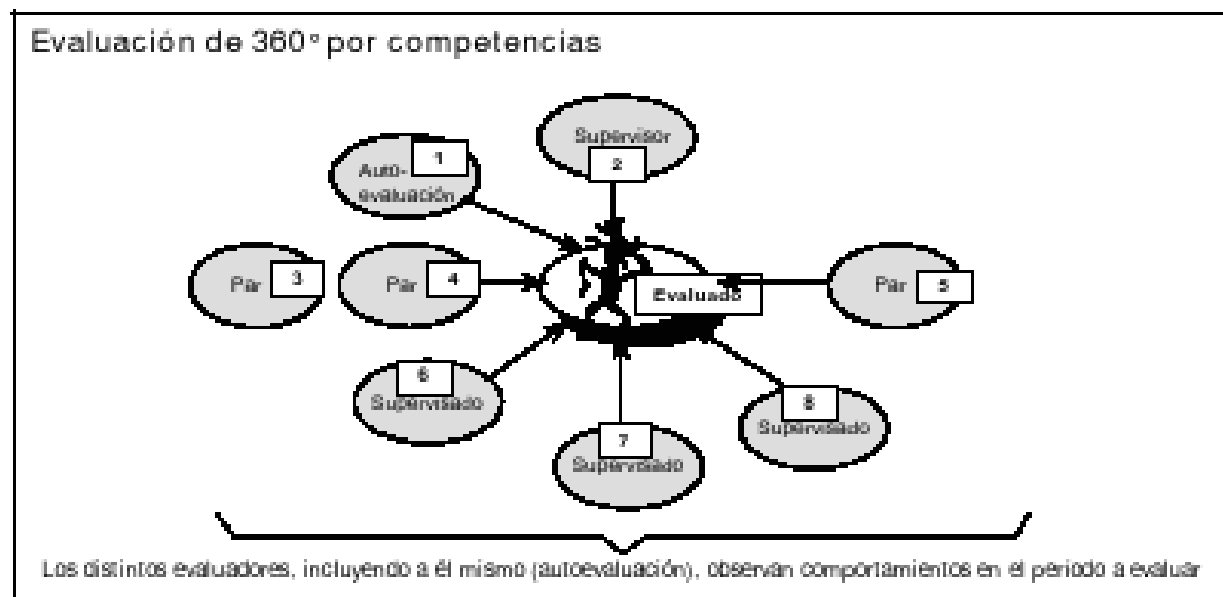 Evaluación de 360° por competencias
Supervisor
2
1
Auto-
evaluación
Par 3
Par 4
Evaluado
Par 5
6
Supervisado
7
Supervisado
8
Supervisado
Los distintos evaluadores, incluyendo a él mismo (autoevaluación), observan comportamientos en el periodo a evaluar